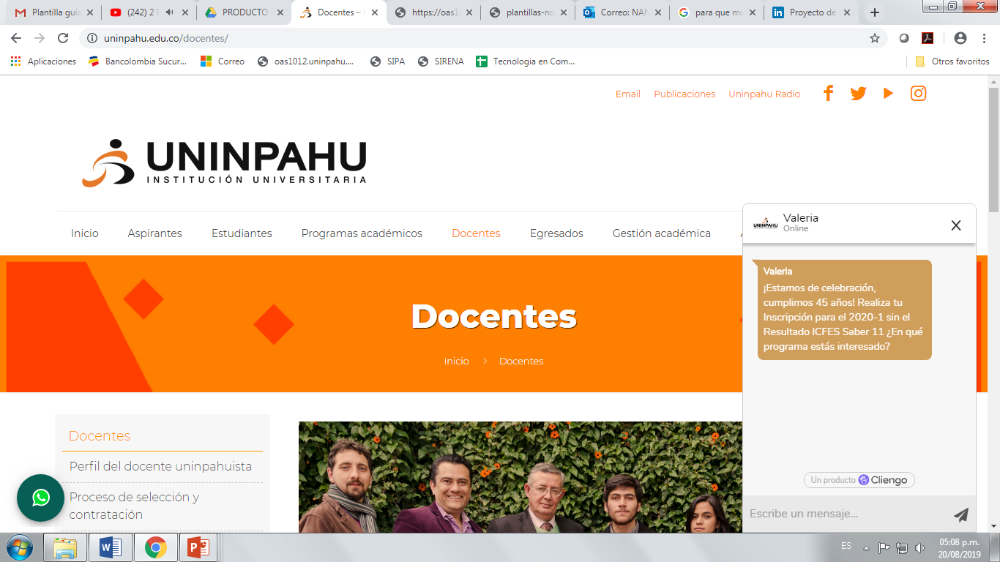 Plantilla guía
(242) 2 H
PRODUCTO
Docentes –
https://oas1
plantillas-no
Correo: NAN
para que me
Proyecto de
uninpahu.edu.co/docentes/
Aplicaciones
Bancolombia Sucur...
Correo
oas1012.uninpahu....
SIPA
SIRENA
Tecnologia en Com...
Otros favoritos
Email
Publicaciones
Uninpahu Radio
UNINPAHU
INSTITUCIÓN UNIVERSITARIA
Inicio
Aspirantes
Estudiantes
Programas académicos
Docentes
Egresados
Gestión académica
Docentes
Inicio > Docentes
Docentes
Perfil del docente uninpahuista
Proceso de selección y
contratación
UNINPAHU
Valeria
Online
Valeria
¡Estamos de celebración,
cumplimos 45 años! Realiza tu
Inscripción para el 2020-1 sin el
Resultado ICFES Saber 11 ¿En qué
programa estás interesado?
Un producto Cliengo
Escribe un mensaje...
ES
05:08 p.m.
20/08/2019